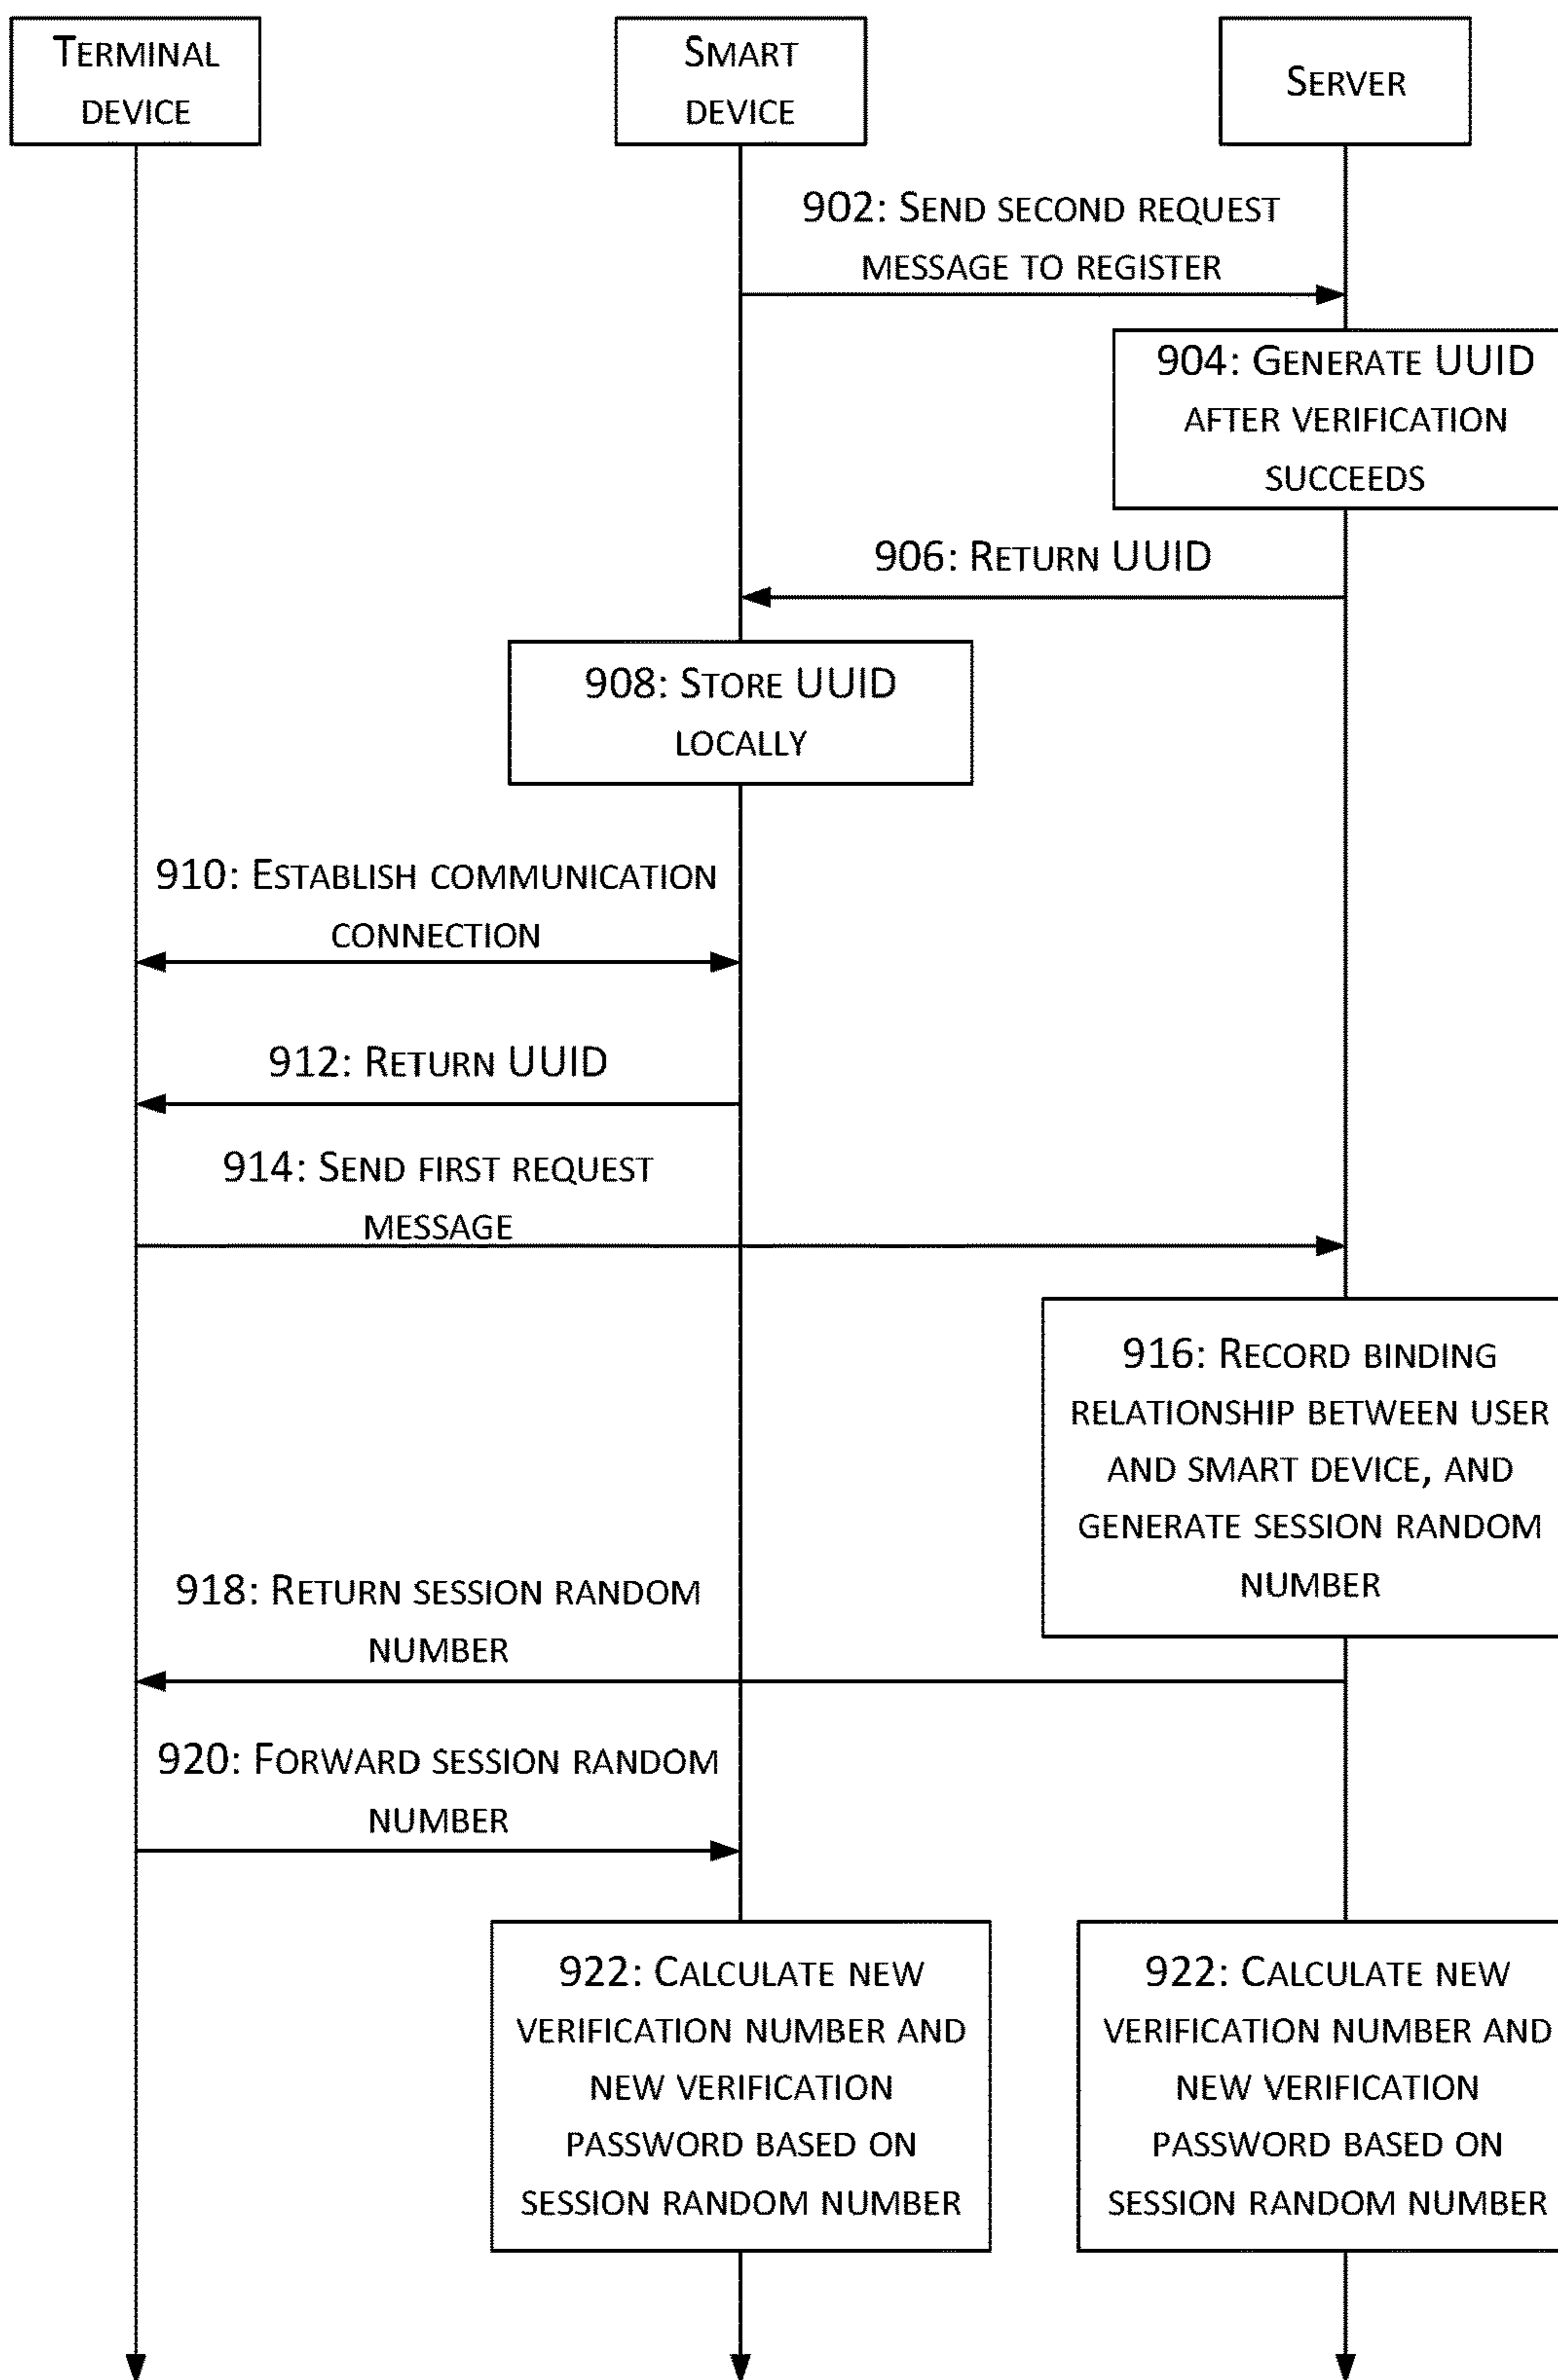 TERMINAL
DEVICE
SMART
DEVICE
SERVER
902: SEND SECOND REQUEST
MESSAGE TO REGISTER
904: GENERATE UUID
AFTER VERIFICATION
SUCCEEDS
906: RETURN UUID
908: STORE UUID
LOCALLY
910: ESTABLISH COMMUNICATION
CONNECTION
912: RETURN UUID
914: SEND FIRST REQUEST
MESSAGE
916: RECORD BINDING
RELATIONSHIP BETWEEN USER
AND SMART DEVICE, AND
GENERATE SESSION RANDOM
NUMBER
918: RETURN SESSION RANDOM
NUMBER
920: FORWARD SESSION RANDOM
NUMBER
922: CALCULATE NEW
VERIFICATION NUMBER AND
NEW VERIFICATION
PASSWORD BASED ON
SESSION RANDOM NUMBER
922: CALCULATE NEW
VERIFICATION NUMBER AND
NEW VERIFICATION
PASSWORD BASED ON
SESSION RANDOM NUMBER